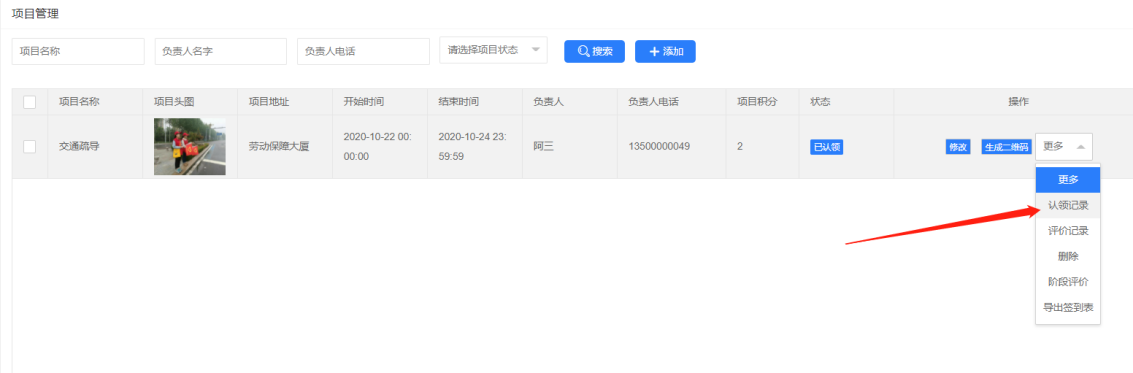 项目管理
项目名称 负责人名字 负责人电话 请选择项目状态 搜索 + 添加
项目名称 项目头图 项目地址 开始时间 结束时间 负责人 负责人电话 项目积分 状态 操作
交通疏导 劳动保障大厦 2020-10-22 00:00:00 2020-10-24 23:59:59 阿三 13500000049 2 已认领 修改 生成二维码 更多
更多
认领记录
评价记录
删除
阶段评价
导出签到表